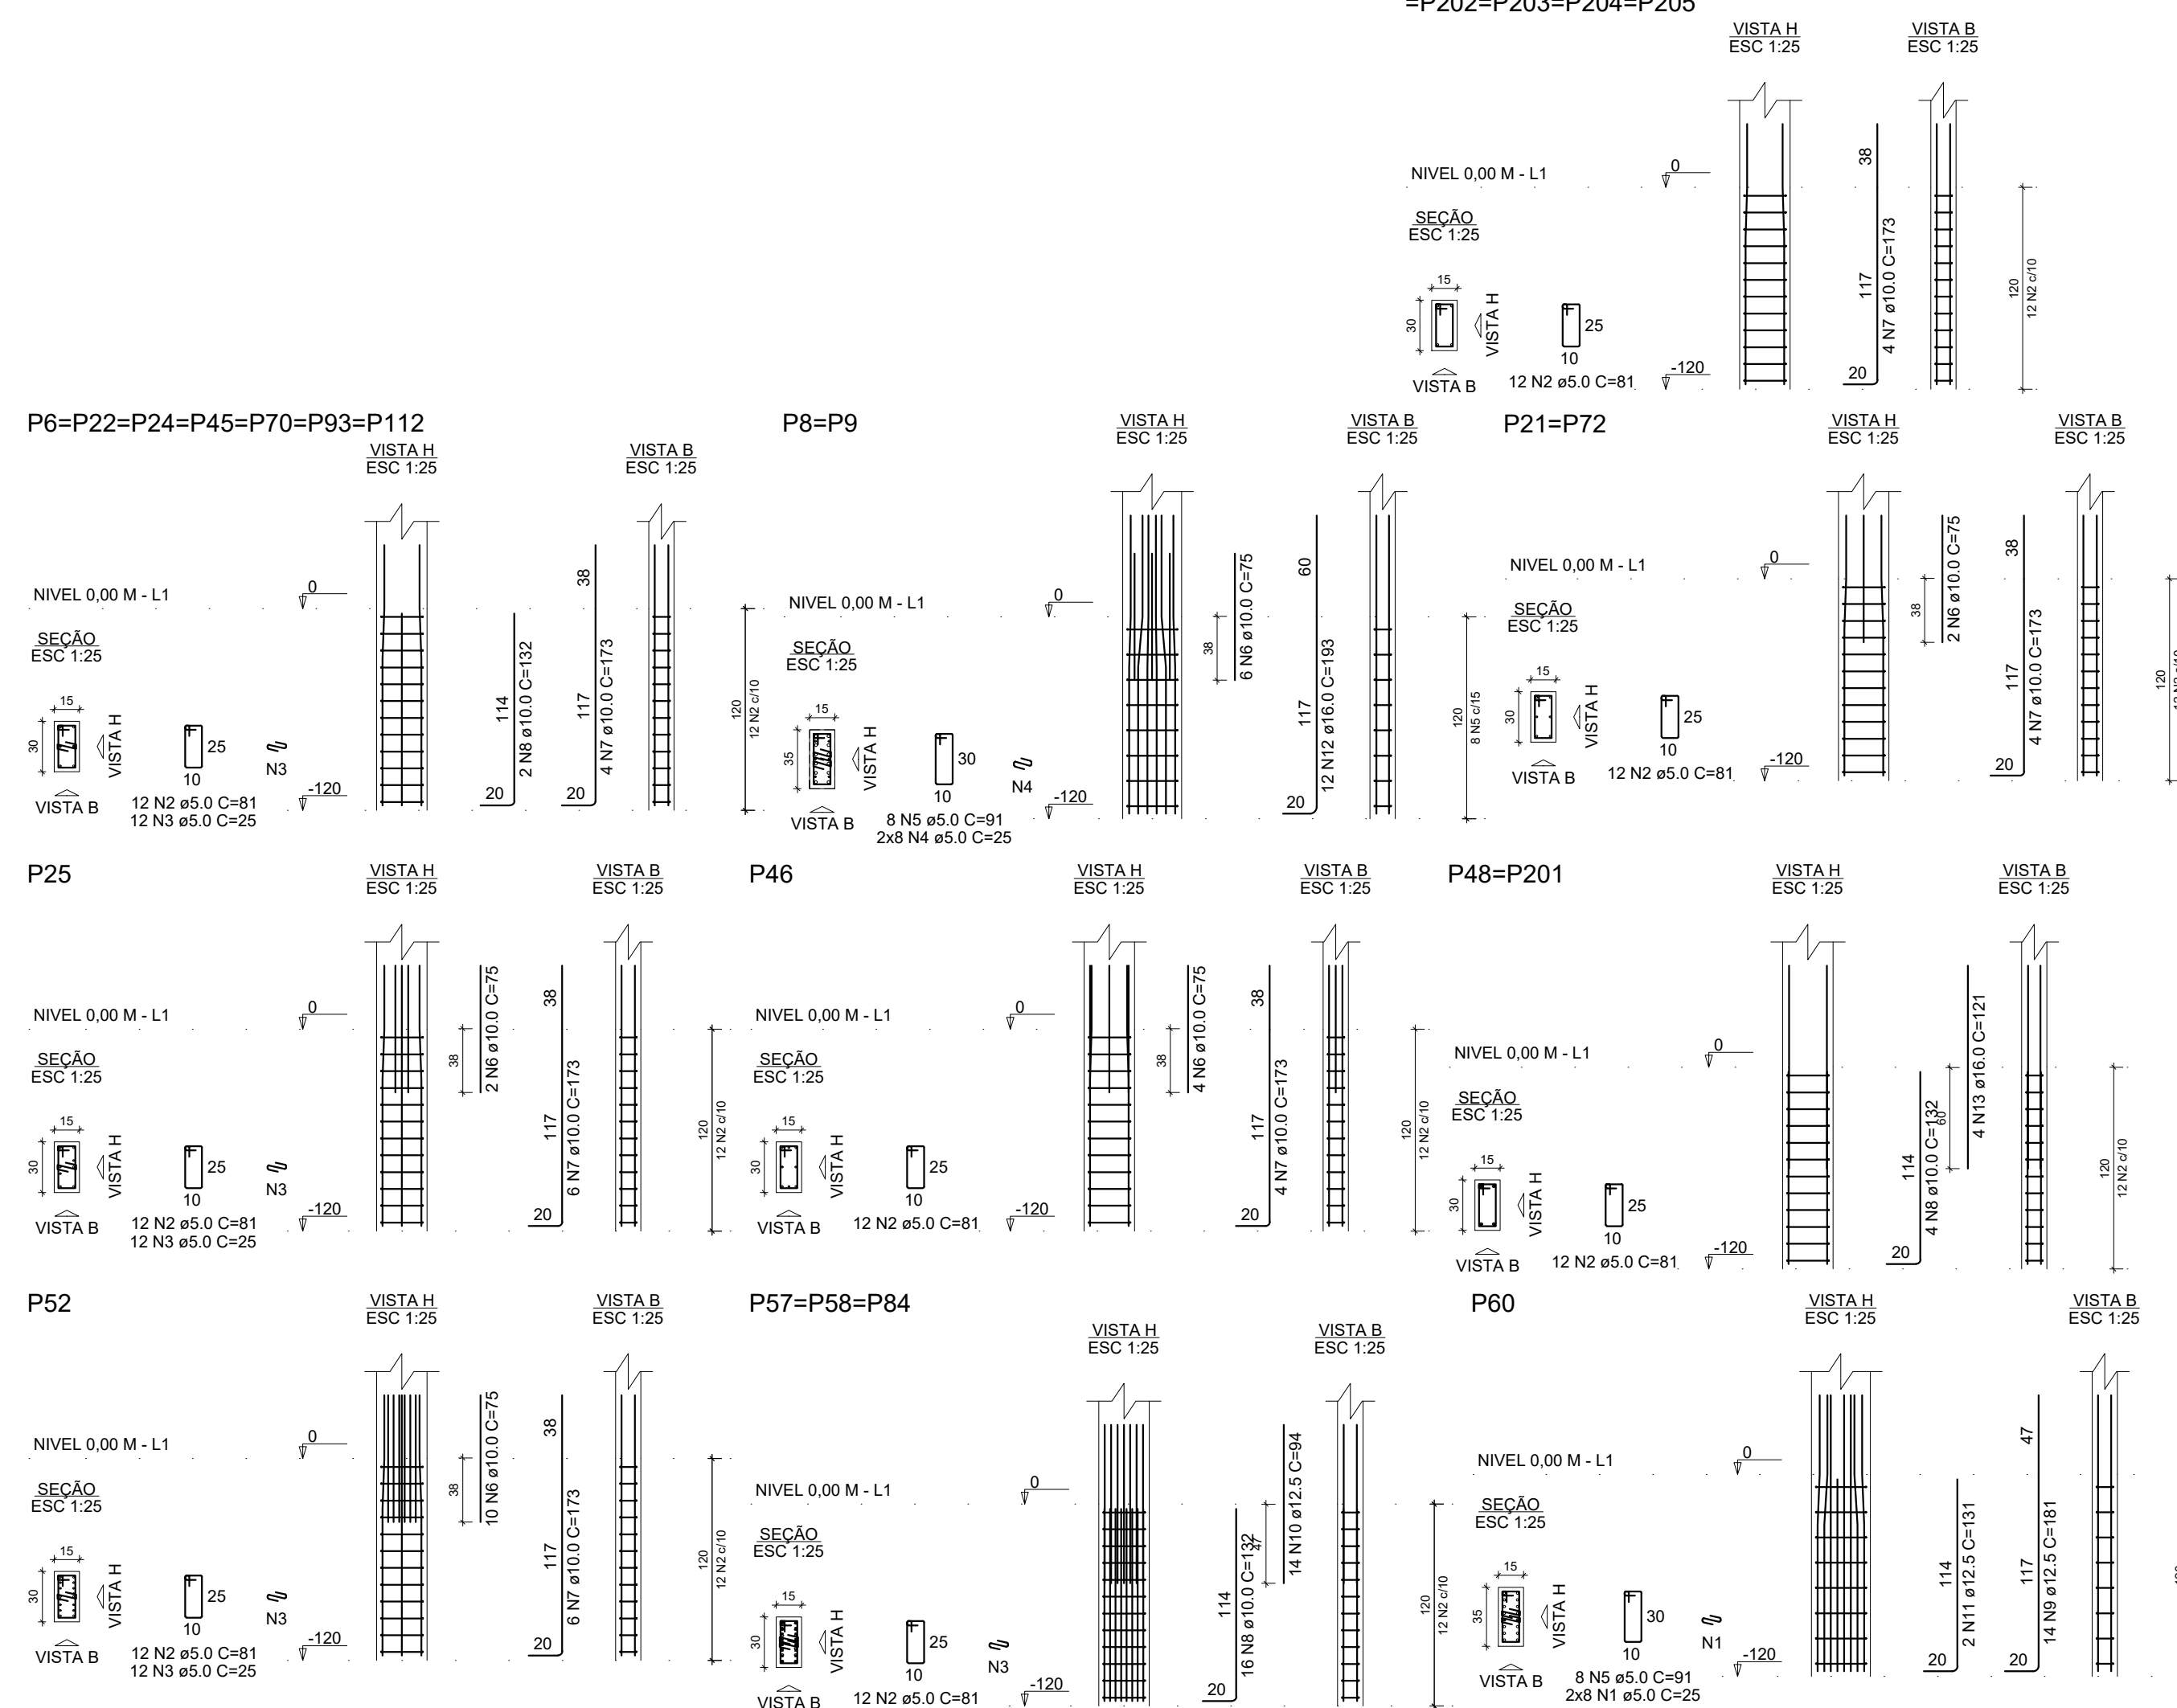 =P202=P203=P204=P205
VISTA H
ESC 1:25
VISTA B
ESC 1:25
NIVEL 0,00 M - L1
0
SEÇÃO
ESC 1:25
15
30
VISTA H
VISTA B
25
10
12 N2 ø5.0 C=81
-120
38
117
4 N7 ø10.0 C=173
20
120
12 N2 c/10
P6=P22=P24=P45=P70=P93=P112
VISTA H
ESC 1:25
VISTA B
ESC 1:25
NIVEL 0,00 M - L1
0
SEÇÃO
ESC 1:25
15
30
VISTA H
VISTA B
25
10
N3
12 N2 ø5.0 C=81
12 N3 ø5.0 C=25
-120
114
2 N8 ø10.0 C=132
20
38
117
4 N7 ø10.0 C=173
20
120
12 N2 c/10
P8=P9
VISTA H
ESC 1:25
VISTA B
ESC 1:25
NIVEL 0,00 M - L1
0
SEÇÃO
ESC 1:25
15
35
VISTA H
VISTA B
30
10
N4
8 N5 ø5.0 C=91
2x8 N4 ø5.0 C=25
-120
38
6 N6 ø10.0 C=75
60
117
12 N12 ø16.0 C=193
20
120
8 N5 c/15
P21=P72
VISTA H
ESC 1:25
VISTA B
ESC 1:25
NIVEL 0,00 M - L1
0
SEÇÃO
ESC 1:25
15
30
VISTA H
VISTA B
25
10
12 N2 ø5.0 C=81
-120
38
2 N6 ø10.0 C=75
38
117
4 N7 ø10.0 C=173
20
120
P25
VISTA H
ESC 1:25
VISTA B
ESC 1:25
NIVEL 0,00 M - L1
0
SEÇÃO
ESC 1:25
15
30
VISTA H
VISTA B
25
10
N3
12 N2 ø5.0 C=81
12 N3 ø5.0 C=25
-120
38
2 N6 ø10.0 C=75
38
117
6 N7 ø10.0 C=173
20
120
12 N2 c/10
P46
VISTA H
ESC 1:25
VISTA B
ESC 1:25
NIVEL 0,00 M - L1
0
SEÇÃO
ESC 1:25
15
30
VISTA H
VISTA B
25
10
12 N2 ø5.0 C=81
-120
38
4 N6 ø10.0 C=75
38
117
4 N7 ø10.0 C=173
20
120
12 N2 c/10
P48=P201
VISTA H
ESC 1:25
VISTA B
ESC 1:25
NIVEL 0,00 M - L1
0
SEÇÃO
ESC 1:25
15
30
VISTA H
VISTA B
25
10
12 N2 ø5.0 C=81
-120
114
4 N8 ø10.0 C=132
20
60
4 N13 ø16.0 C=121
120
12 N2 c/10
P52
VISTA H
ESC 1:25
VISTA B
ESC 1:25
NIVEL 0,00 M - L1
0
SEÇÃO
ESC 1:25
15
30
VISTA H
VISTA B
25
10
N3
12 N2 ø5.0 C=81
12 N3 ø5.0 C=25
-120
38
10 N6 ø10.0 C=75
38
117
6 N7 ø10.0 C=173
20
120
12 N2 c/10
P57=P58=P84
VISTA H
ESC 1:25
VISTA B
ESC 1:25
NIVEL 0,00 M - L1
0
SEÇÃO
ESC 1:25
15
30
VISTA H
VISTA B
25
10
N3
12 N2 ø5.0 C=81
-120
114
16 N8 ø10.0 C=132
20
47
14 N10 ø12.5 C=94
120
12 N2 c/10
P60
VISTA H
ESC 1:25
VISTA B
ESC 1:25
NIVEL 0,00 M - L1
0
SEÇÃO
ESC 1:25
15
35
VISTA H
VISTA B
30
10
N1
8 N5 ø5.0 C=91
2x8 N1 ø5.0 C=25
-120
114
2 N11 ø12.5 C=131
20
47
117
14 N9 ø12.5 C=181
20